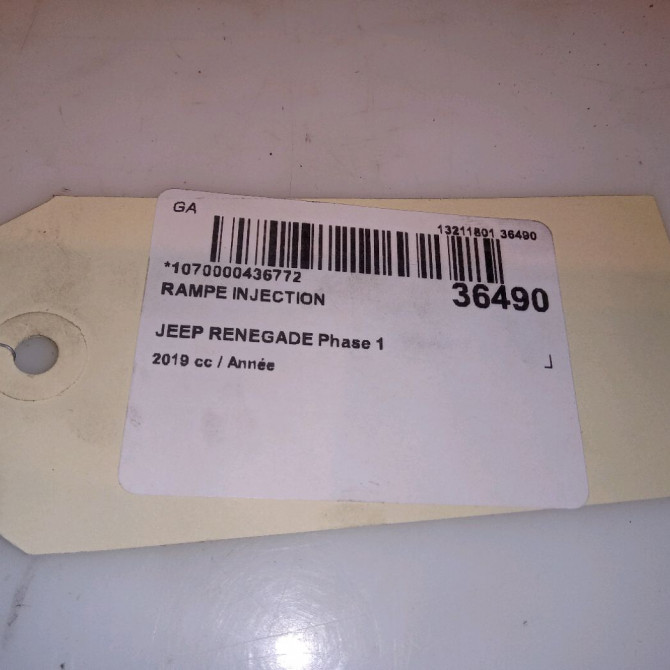 GA
13211801 36490
*1070000436772
RAMPE INJECTION
36490
JEEP RENEGADE Phase 1
2019 cc / Année